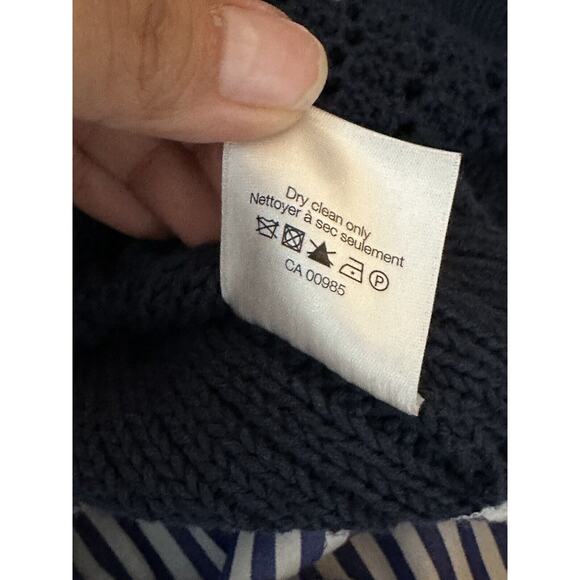 Dry clean only
Nettoyer à sec seulement
P
CA 00985